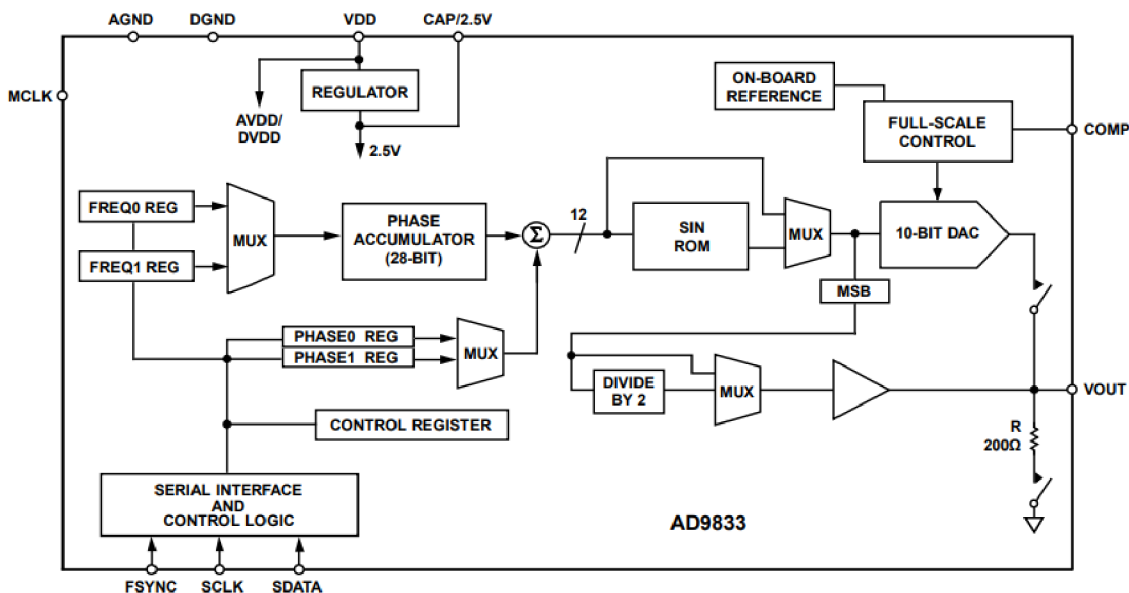 AGND
DGND
VDD
CAP/2.5V
MCLK
REGULATOR
AVDD/
DVDD
2.5V
ON-BOARD
REFERENCE
FULL-SCALE
CONTROL
COMP
FREQ0 REG
FREQ1 REG
MUX
PHASE
ACCUMULATOR
(28-BIT)
Σ
12
SIN
ROM
MUX
10-BIT DAC
MSB
PHASE0 REG
PHASE1 REG
MUX
DIVIDE
BY 2
MUX
VOUT
R
200Ω
CONTROL REGISTER
SERIAL INTERFACE
AND
CONTROL LOGIC
AD9833
FSYNC
SCLK
SDATA